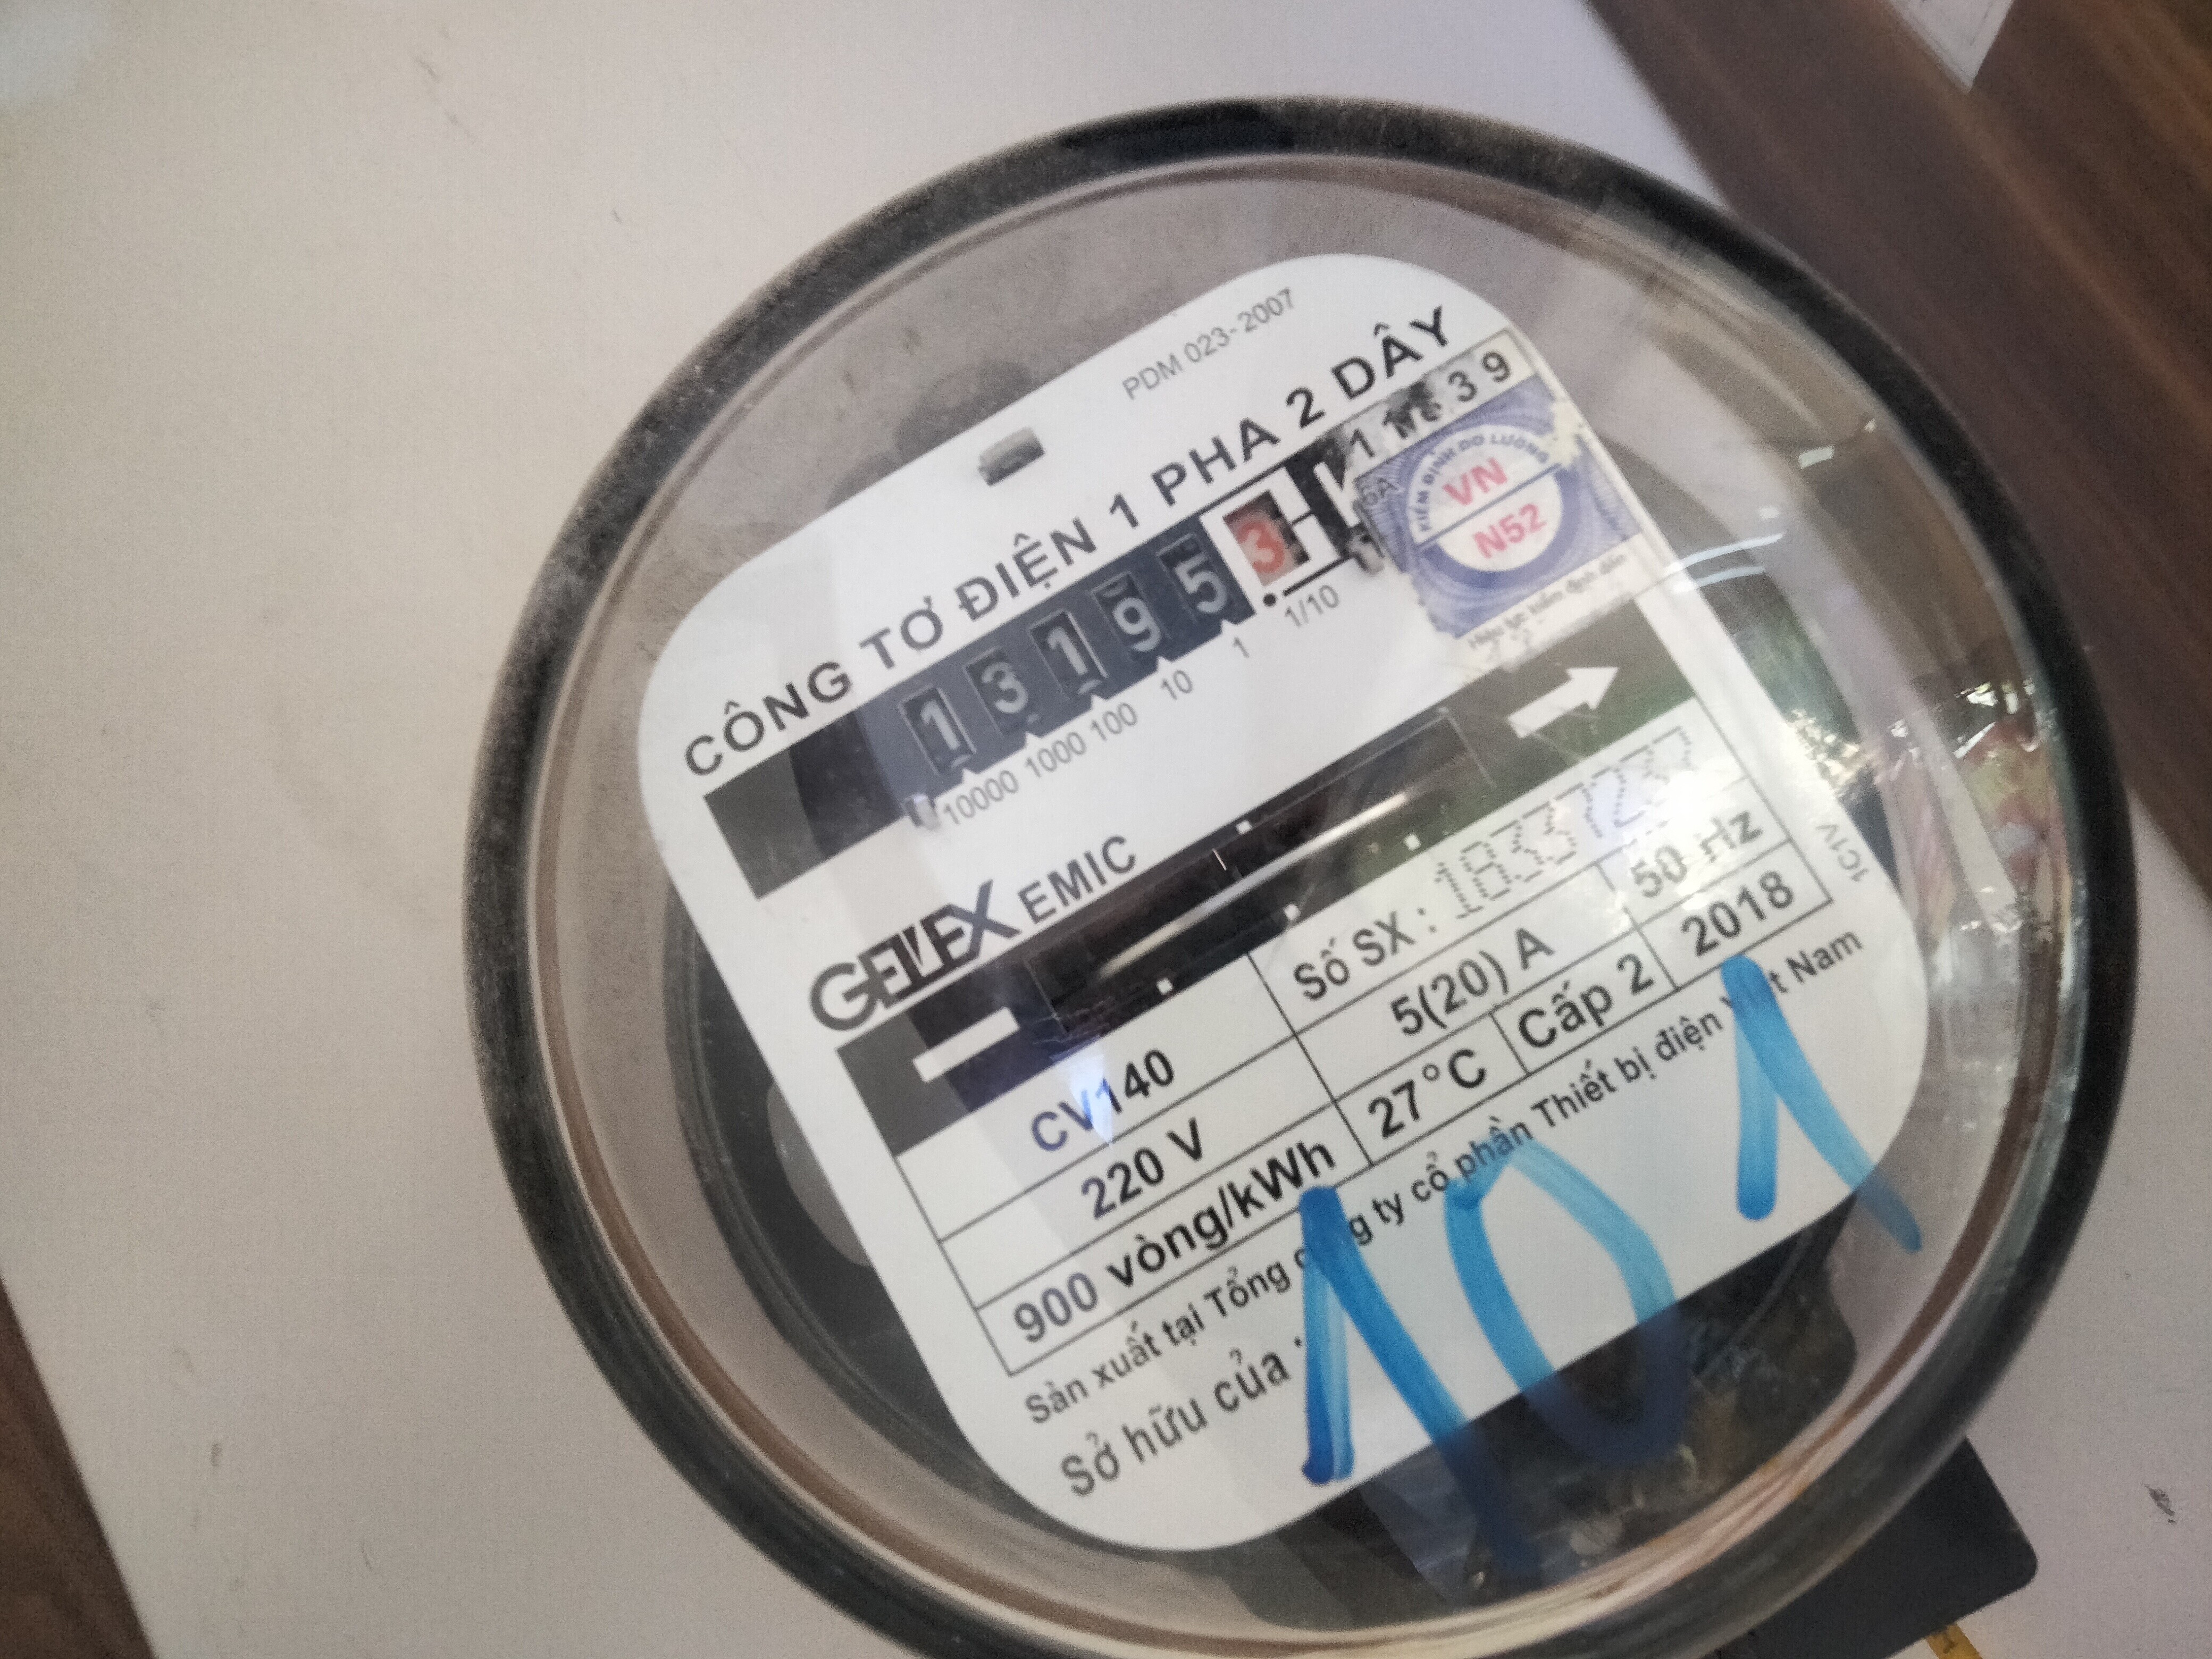 PDM 023-2007
CÔNG TƠ ĐIỆN 1 PHA 2 DÂY
1 3 1 9 5 3
10000 1000 100 10 1 1/10
KIỂM ĐỊNH ĐO LƯỜNG
VN
N52
GELEX EMIC
Số SX :
CV140 5(20) A 50 Hz
220 V 27°C Cấp 2 2018
900 vòng/kWh
1C1V
Sản xuất tại Tổng công ty cổ phần Thiết bị điện Việt Nam
Sở hữu của :
101